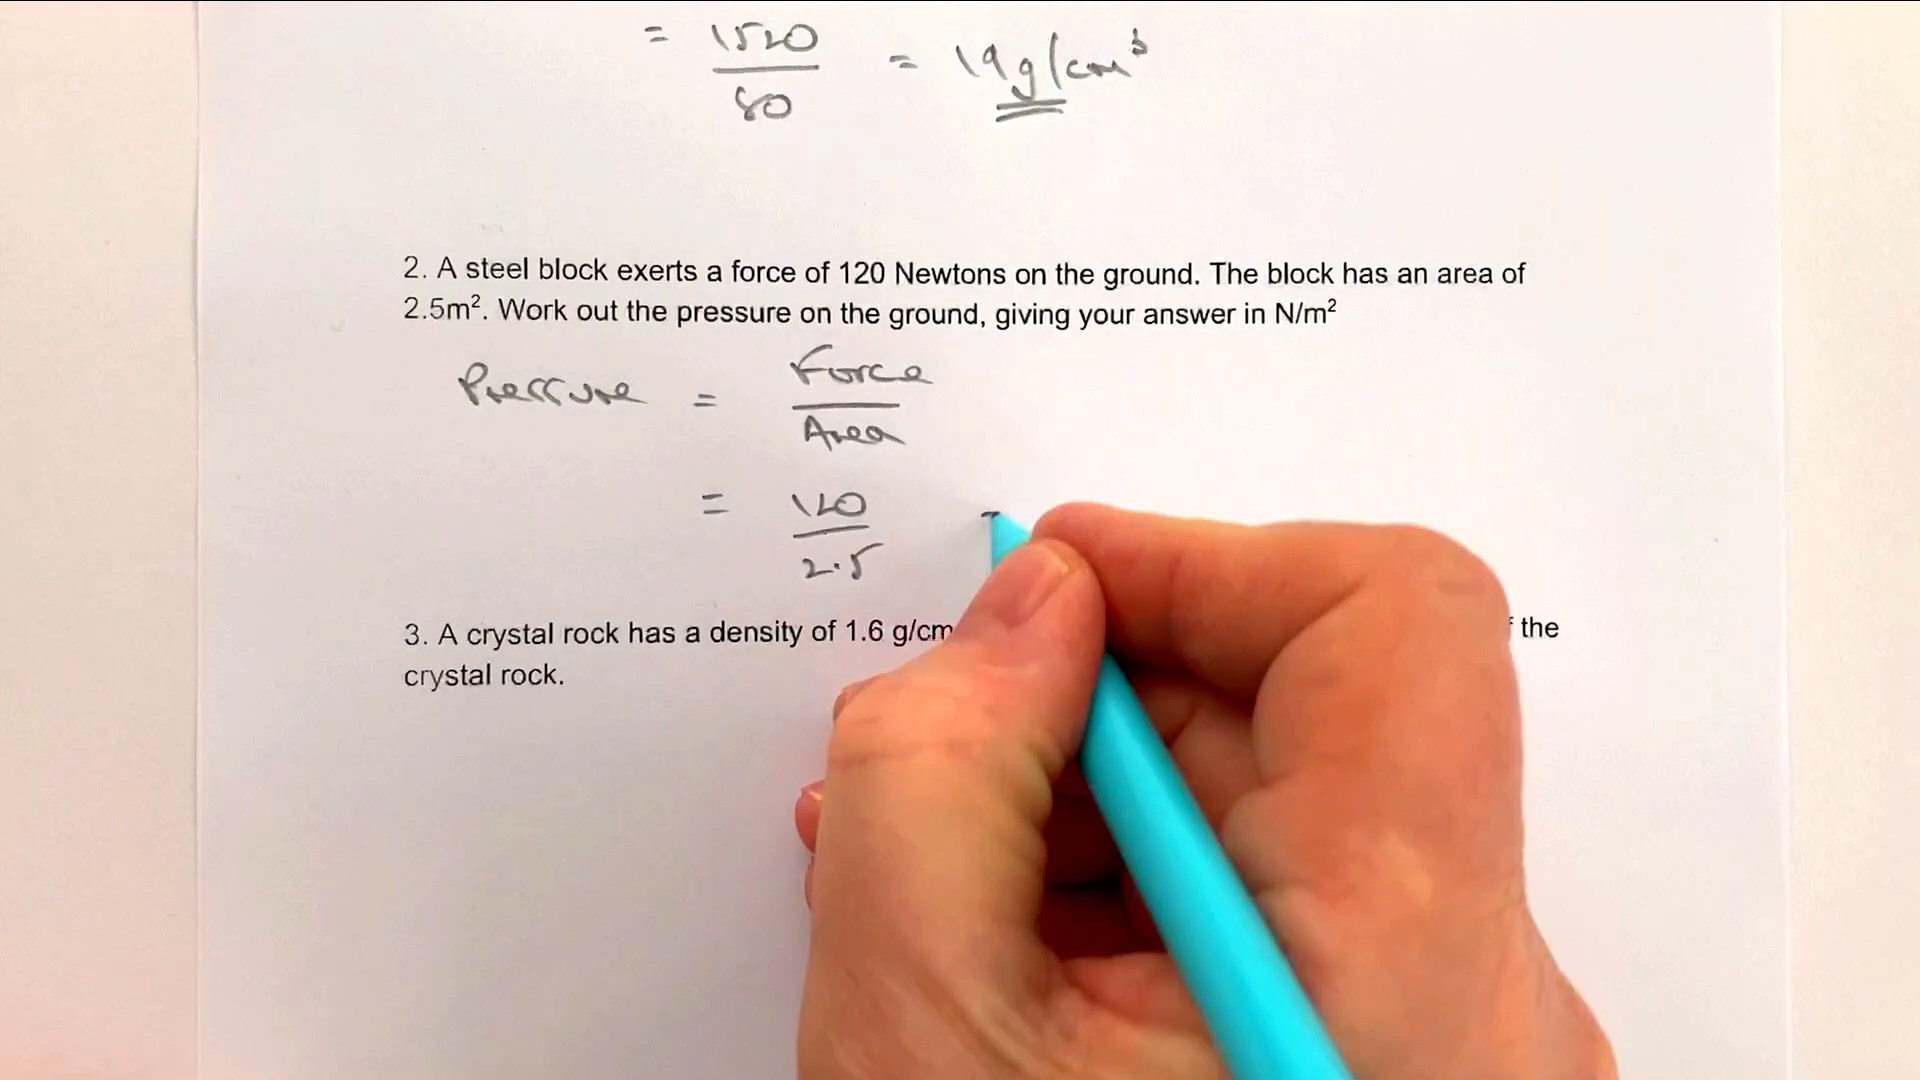 = 1520/80 = 19g/cm³
2. A steel block exerts a force of 120 Newtons on the ground. The block has an area of
2.5m². Work out the pressure on the ground, giving your answer in N/m²
Pressure = Force/Area
= 120/2.5
3. A crystal rock has a density of 1.6 g/cm the
crystal rock.